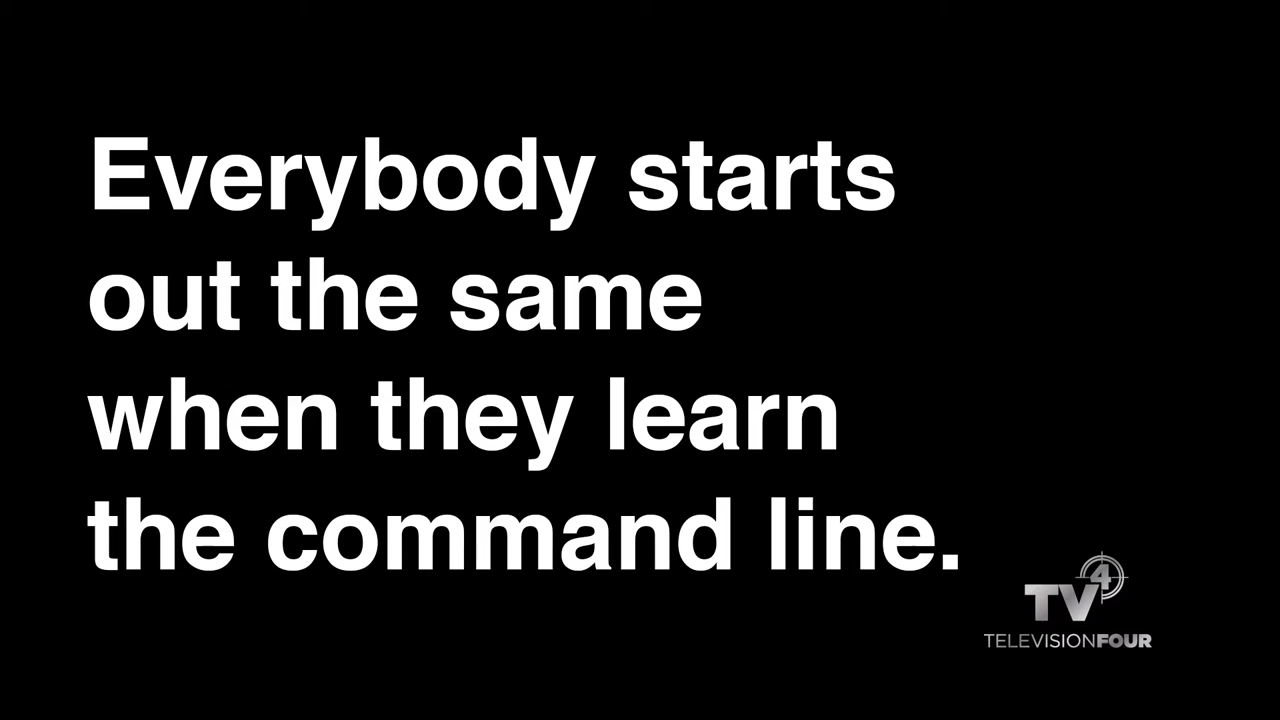 Everybody starts
out the same
when they learn
the command line.
TV4
TELEVISIONFOUR